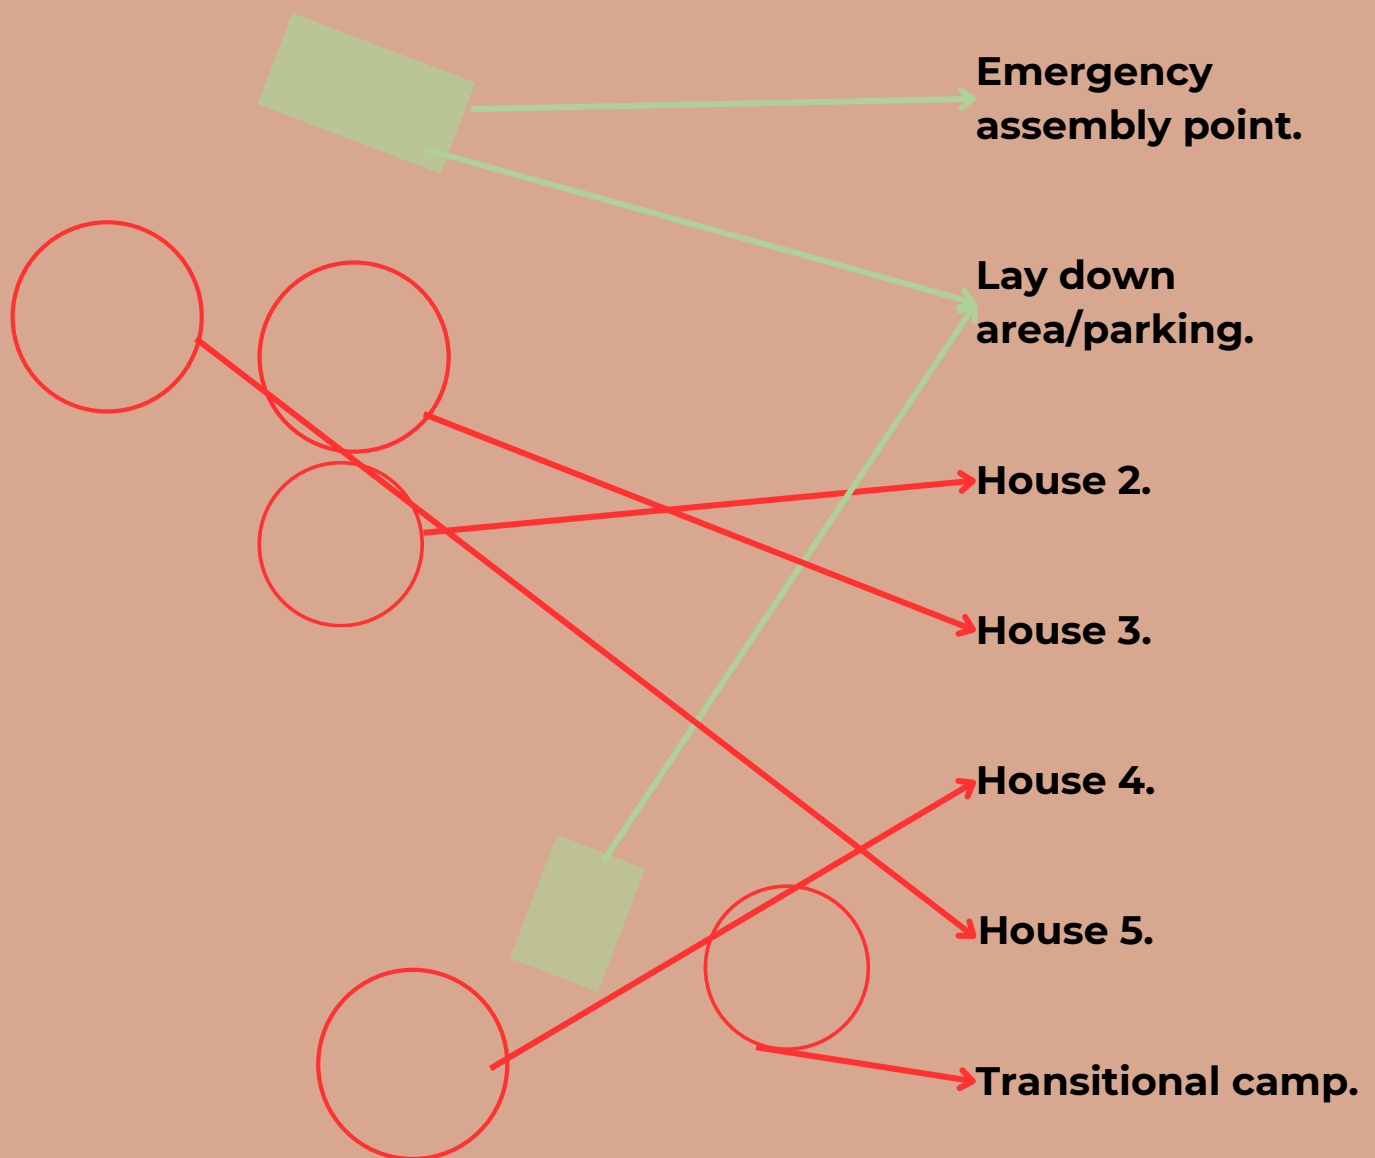 Emergency
assembly point.
Lay down
area/parking.
House 2.
House 3.
House 4.
House 5.
Transitional camp.